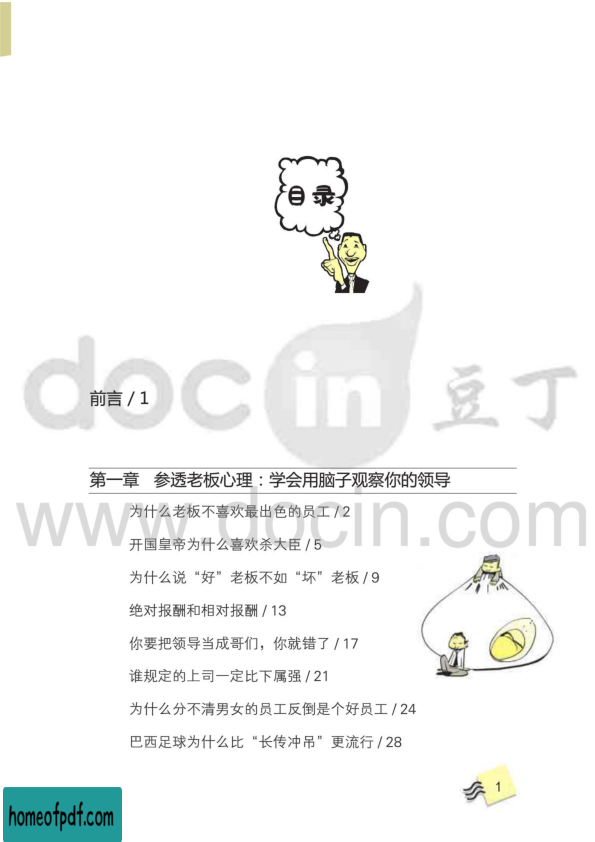 目录
docin 豆丁
前言 / 1
第一章 参透老板心理：学会用脑子观察你的领导
www.docin.com
为什么老板不喜欢最出色的员工 / 2
开国皇帝为什么喜欢杀大臣 / 5
为什么说“好”老板不如“坏”老板 / 9
绝对报酬和相对报酬 / 13
你要把领导当成哥们，你就错了 / 17
谁规定的上司一定比下属强 / 21
为什么分不清男女的员工反倒是个好员工 / 24
巴西足球为什么比“长传冲吊”更流行 / 28
1
homeofpdf.com